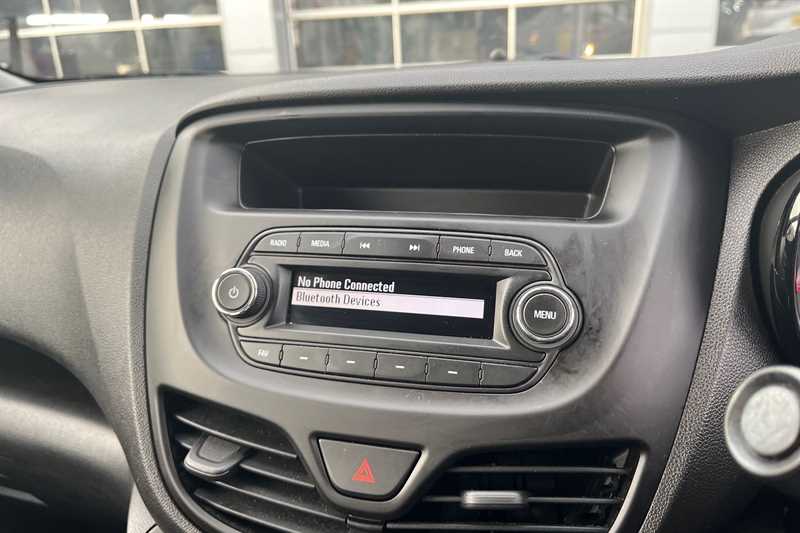 RADIO MEDIA PHONE BACK
No Phone Connected
Bluetooth Devices
MENU
FAV